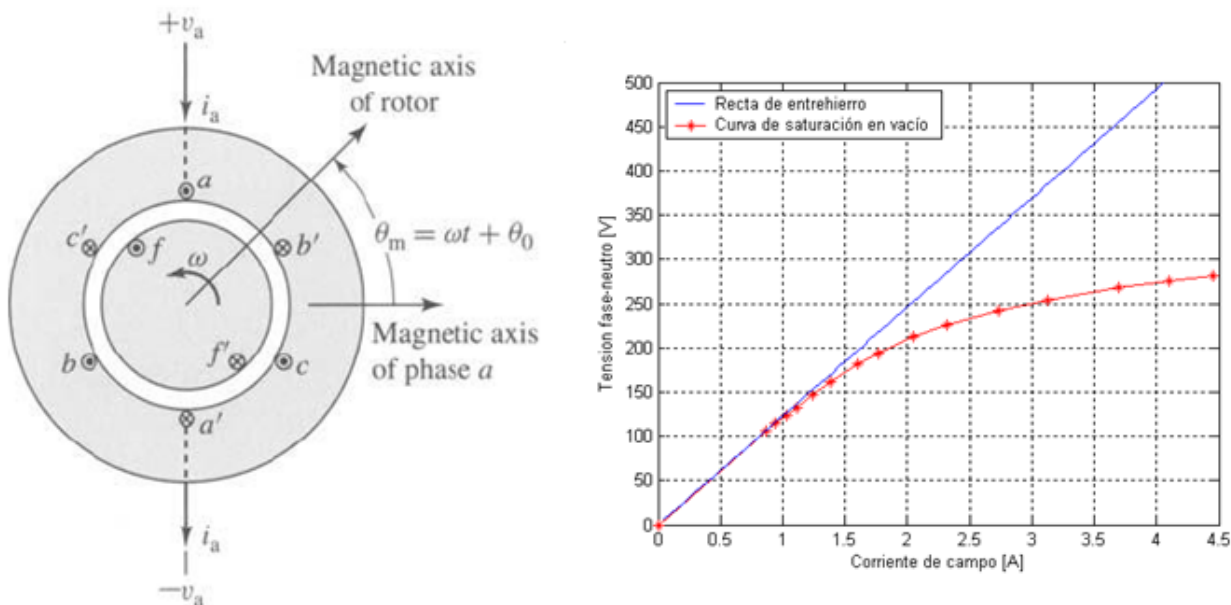 +v_a
i_a
Magnetic axis
of rotor
a
c'
f
b'
ω
θ_m = ωt + θ_0
Magnetic axis
of phase a
b
f'
c
a'
i_a
−v_a
Recta de entrehierro
Curva de saturación en vacío
Tension fase-neutro [V]
500
450
400
350
300
250
200
150
100
50
0
0 0.5 1 1.5 2 2.5 3 3.5 4 4.5
Corriente de campo [A]